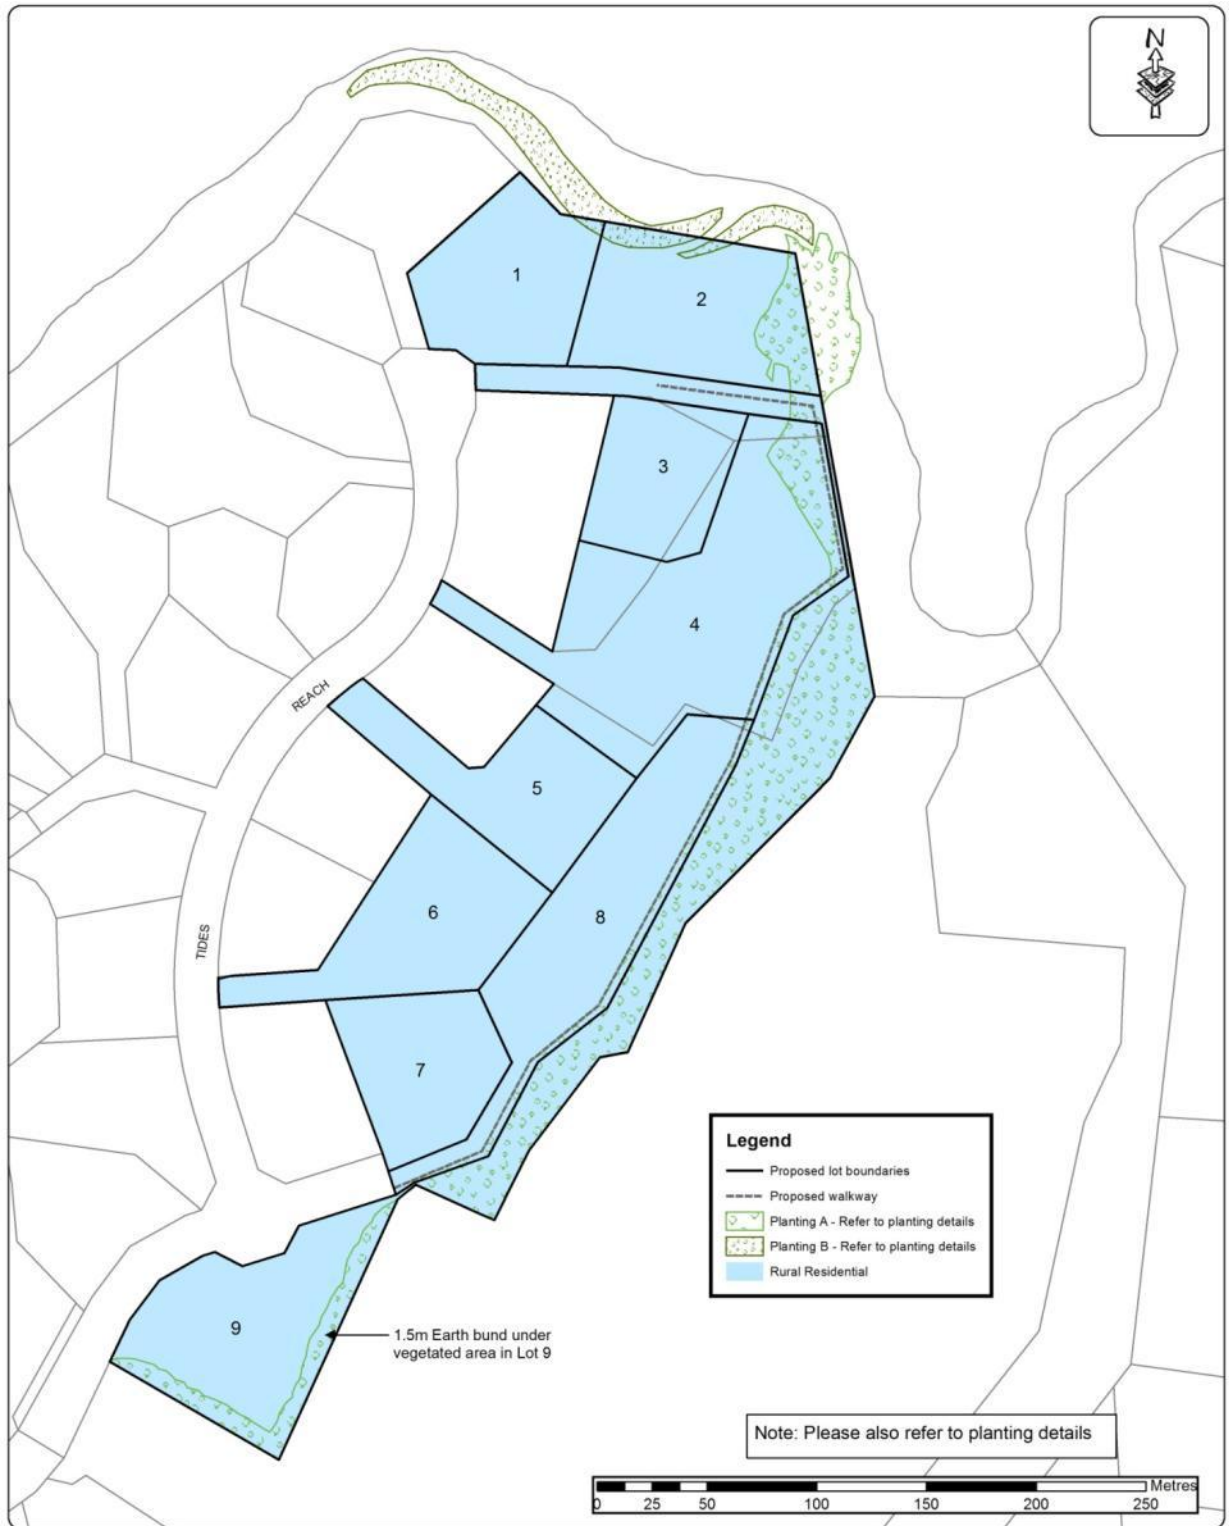 N
1
2
3
4
REACH
5
6
8
TIDES
7
Legend
Proposed lot boundaries
Proposed walkway
Planting A - Refer to planting details
Planting B - Refer to planting details
Rural Residential
9
1.5m Earth bund under
vegetated area in Lot 9
Note: Please also refer to planting details
Metres
0 25 50 100 150 200 250